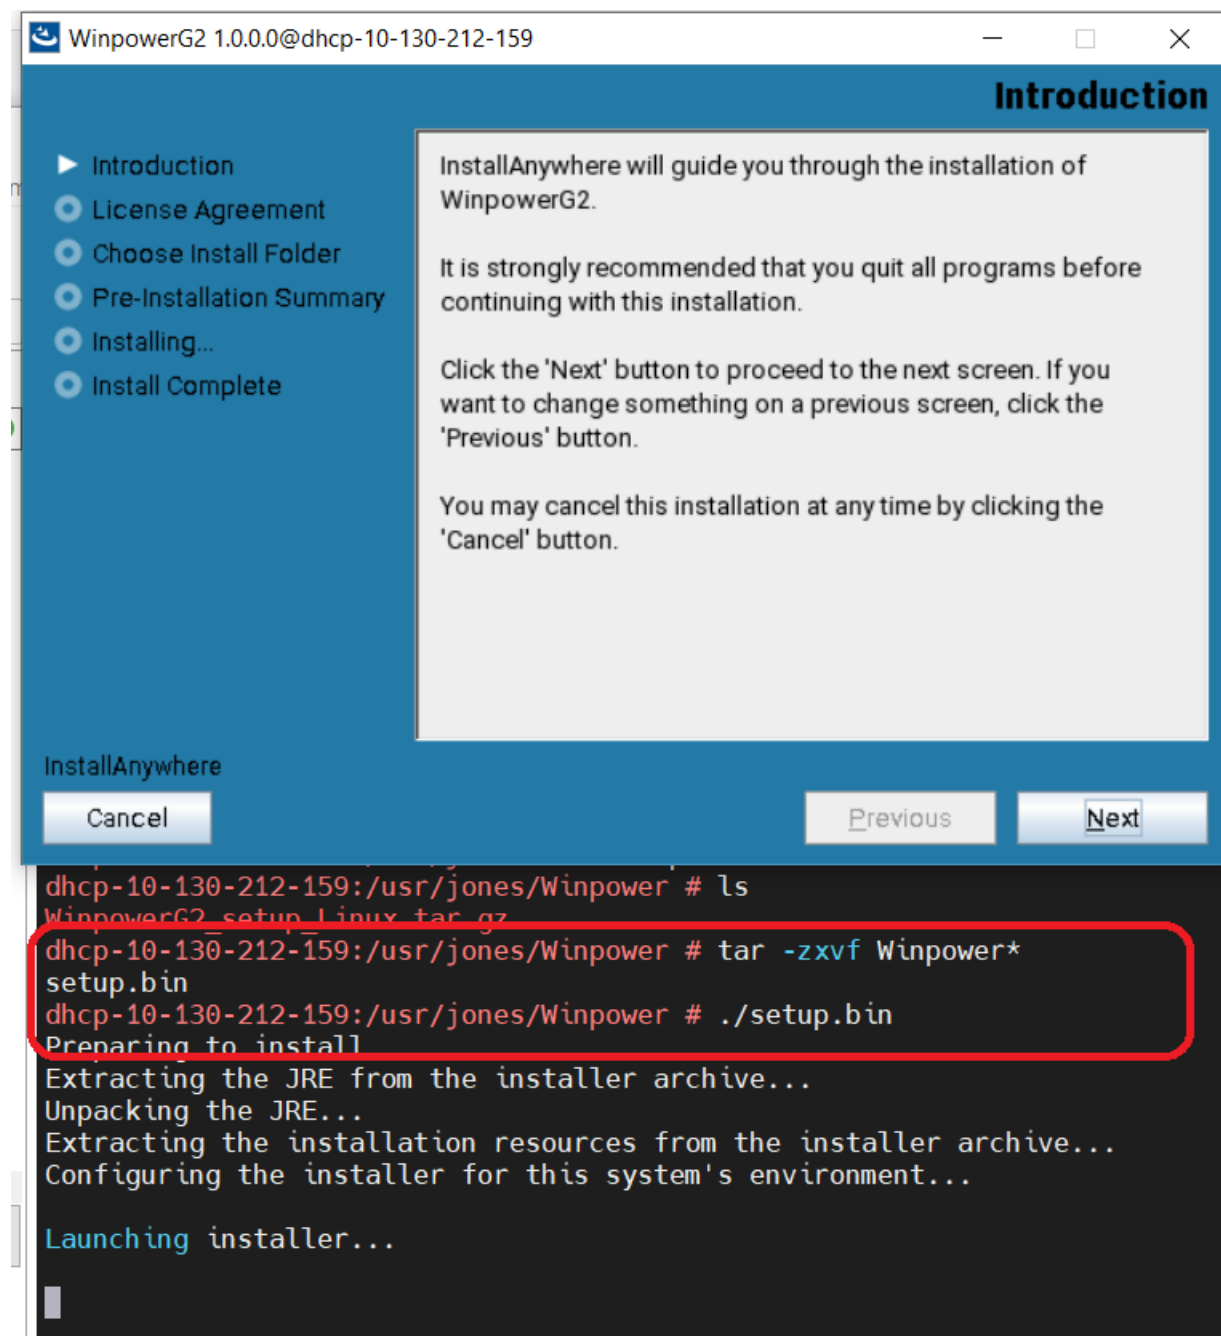 WinpowerG2 1.0.0.0@dhcp-10-130-212-159
Introduction
Introduction
License Agreement
Choose Install Folder
Pre-Installation Summary
Installing...
Install Complete
InstallAnywhere will guide you through the installation of
WinpowerG2.
It is strongly recommended that you quit all programs before
continuing with this installation.
Click the 'Next' button to proceed to the next screen. If you
want to change something on a previous screen, click the
'Previous' button.
You may cancel this installation at any time by clicking the
'Cancel' button.
InstallAnywhere
Cancel
Previous
Next
dhcp-10-130-212-159:/usr/jones/Winpower # ls
WinpowerG2_setup_Linux.tar.gz
dhcp-10-130-212-159:/usr/jones/Winpower # tar -zxvf Winpower*
setup.bin
dhcp-10-130-212-159:/usr/jones/Winpower # ./setup.bin
Preparing to install
Extracting the JRE from the installer archive...
Unpacking the JRE...
Extracting the installation resources from the installer archive...
Configuring the installer for this system's environment...
Launching installer...